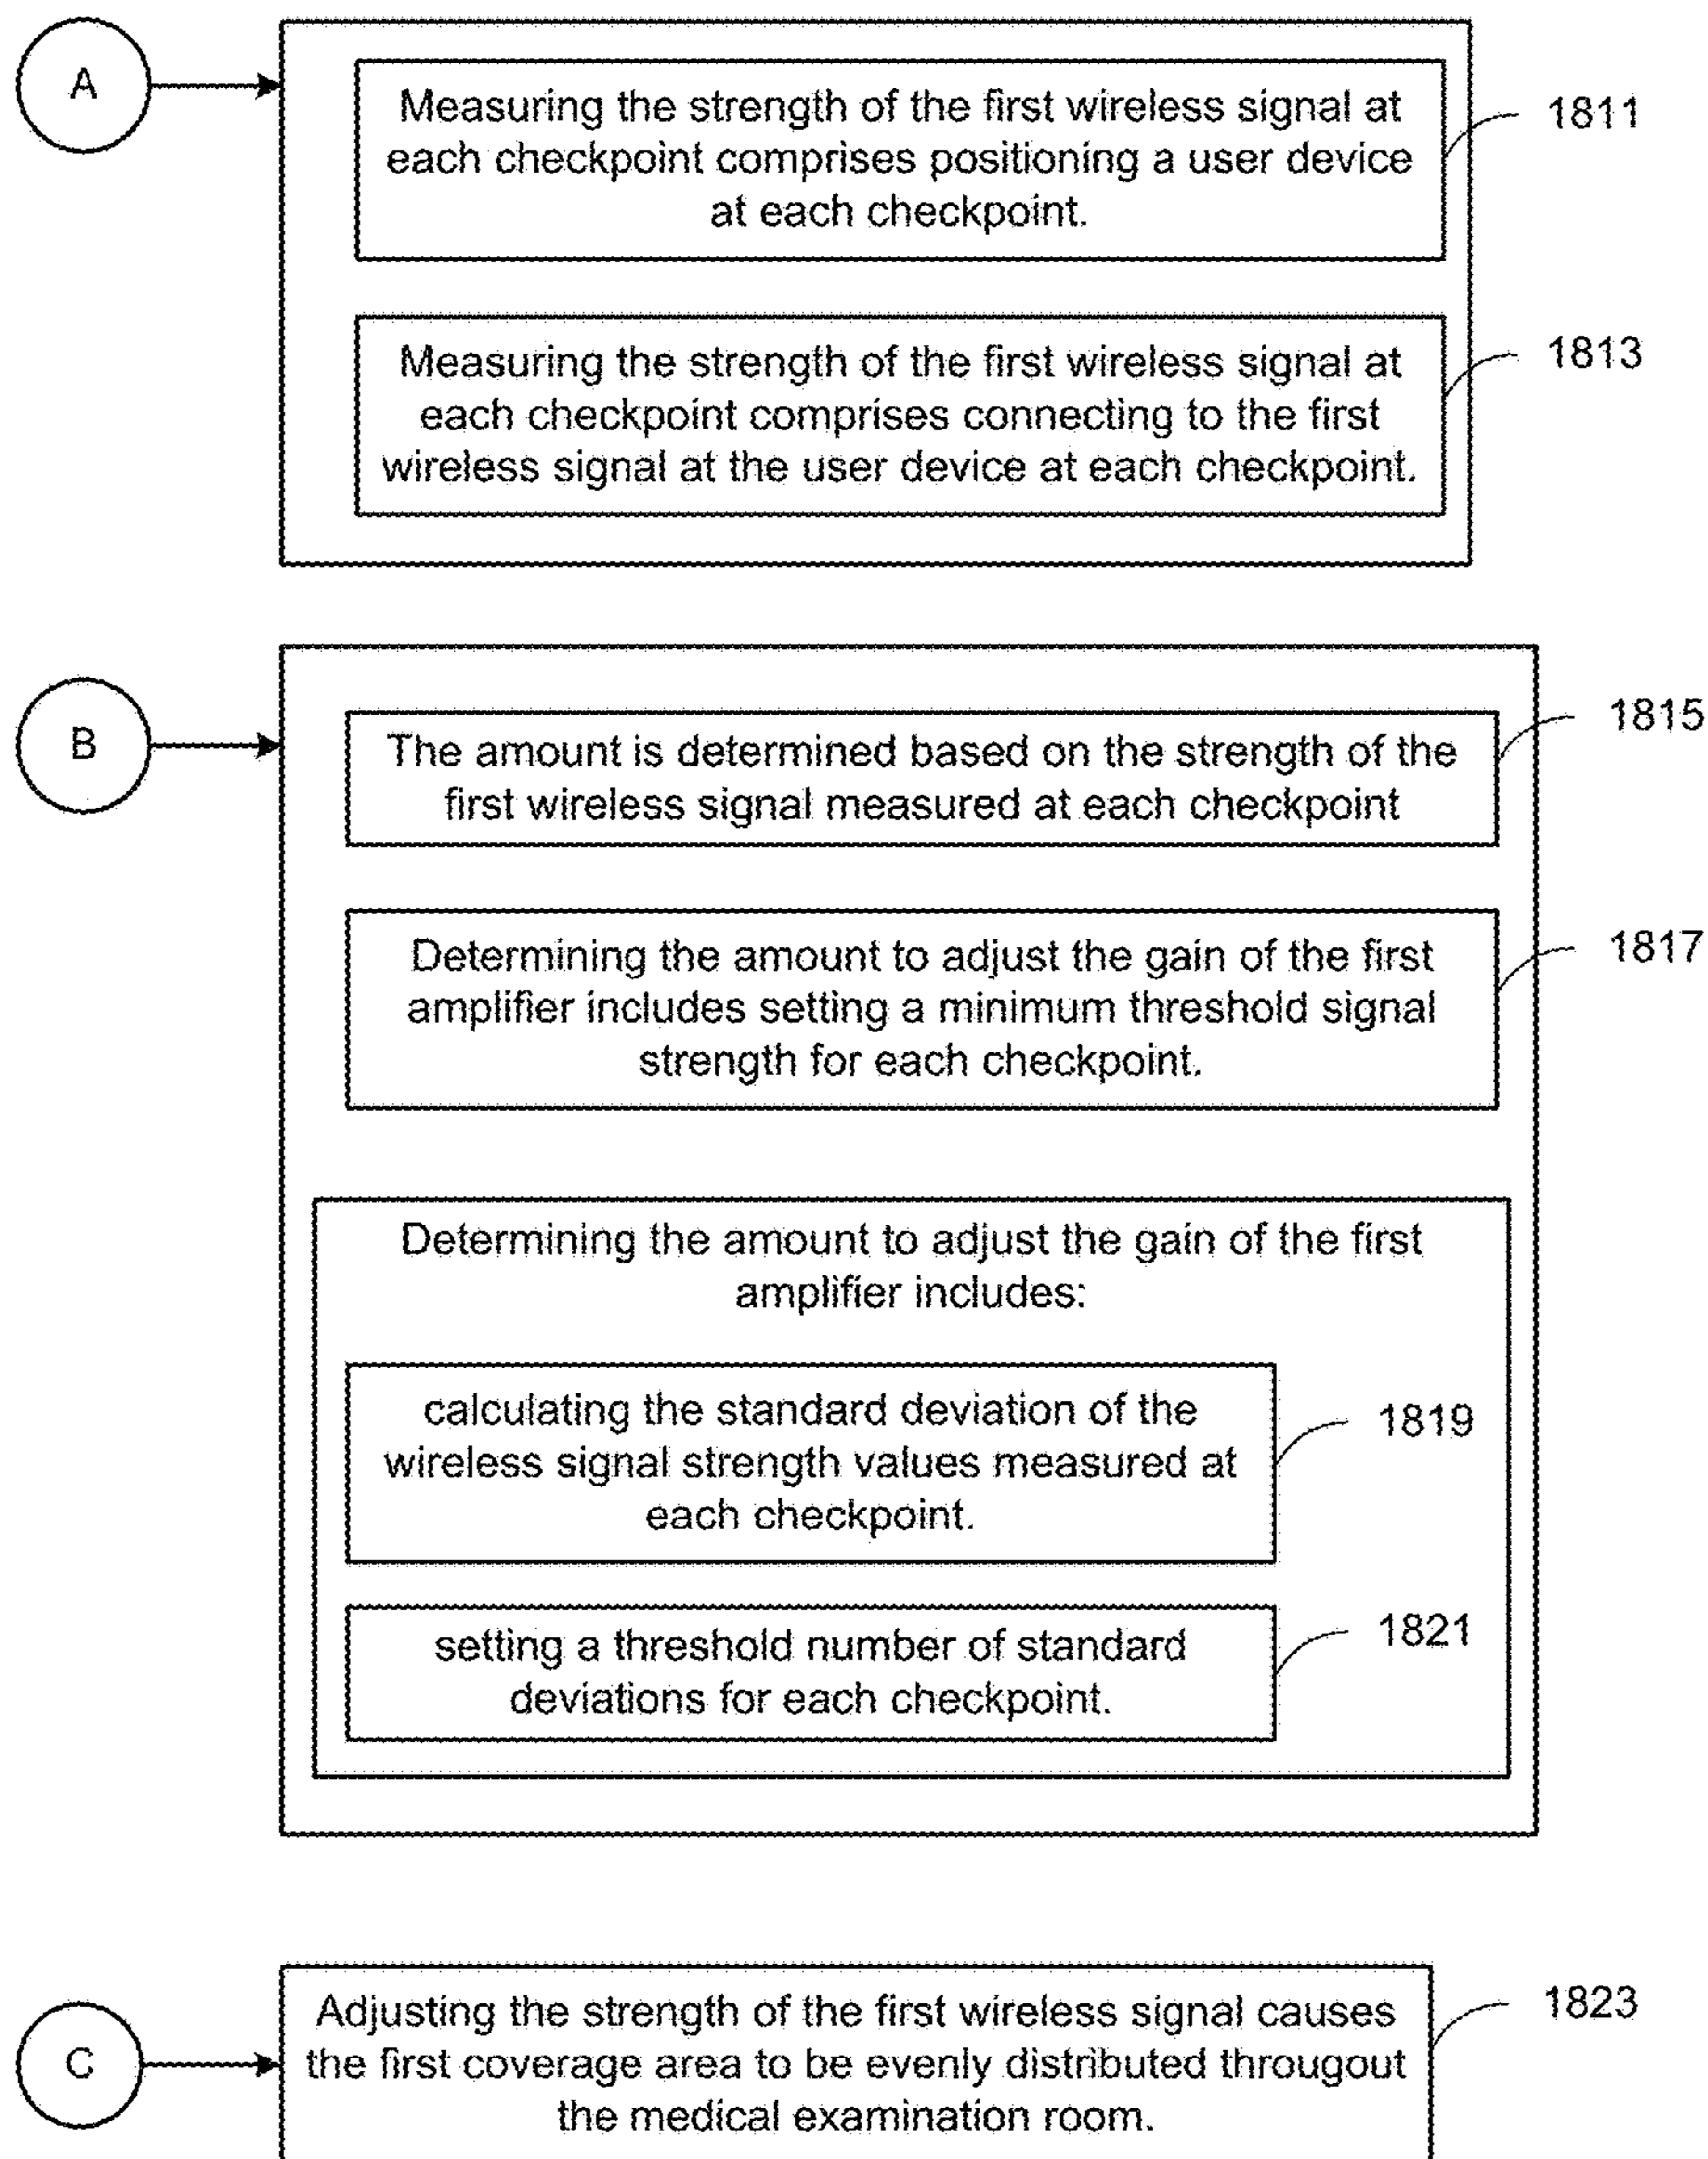 A
Measuring the strength of the first wireless signal at
each checkpoint comprises positioning a user device
at each checkpoint.
1811
Measuring the strength of the first wireless signal at
each checkpoint comprises connecting to the first
wireless signal at the user device at each checkpoint.
1813
B
The amount is determined based on the strength of the
first wireless signal measured at each checkpoint
1815
Determining the amount to adjust the gain of the first
amplifier includes setting a minimum threshold signal
strength for each checkpoint.
1817
Determining the amount to adjust the gain of the first
amplifier includes:
calculating the standard deviation of the
wireless signal strength values measured at
each checkpoint.
1819
setting a threshold number of standard
deviations for each checkpoint.
1821
C
Adjusting the strength of the first wireless signal causes
the first coverage area to be evenly distributed througout
the medical examination room.
1823